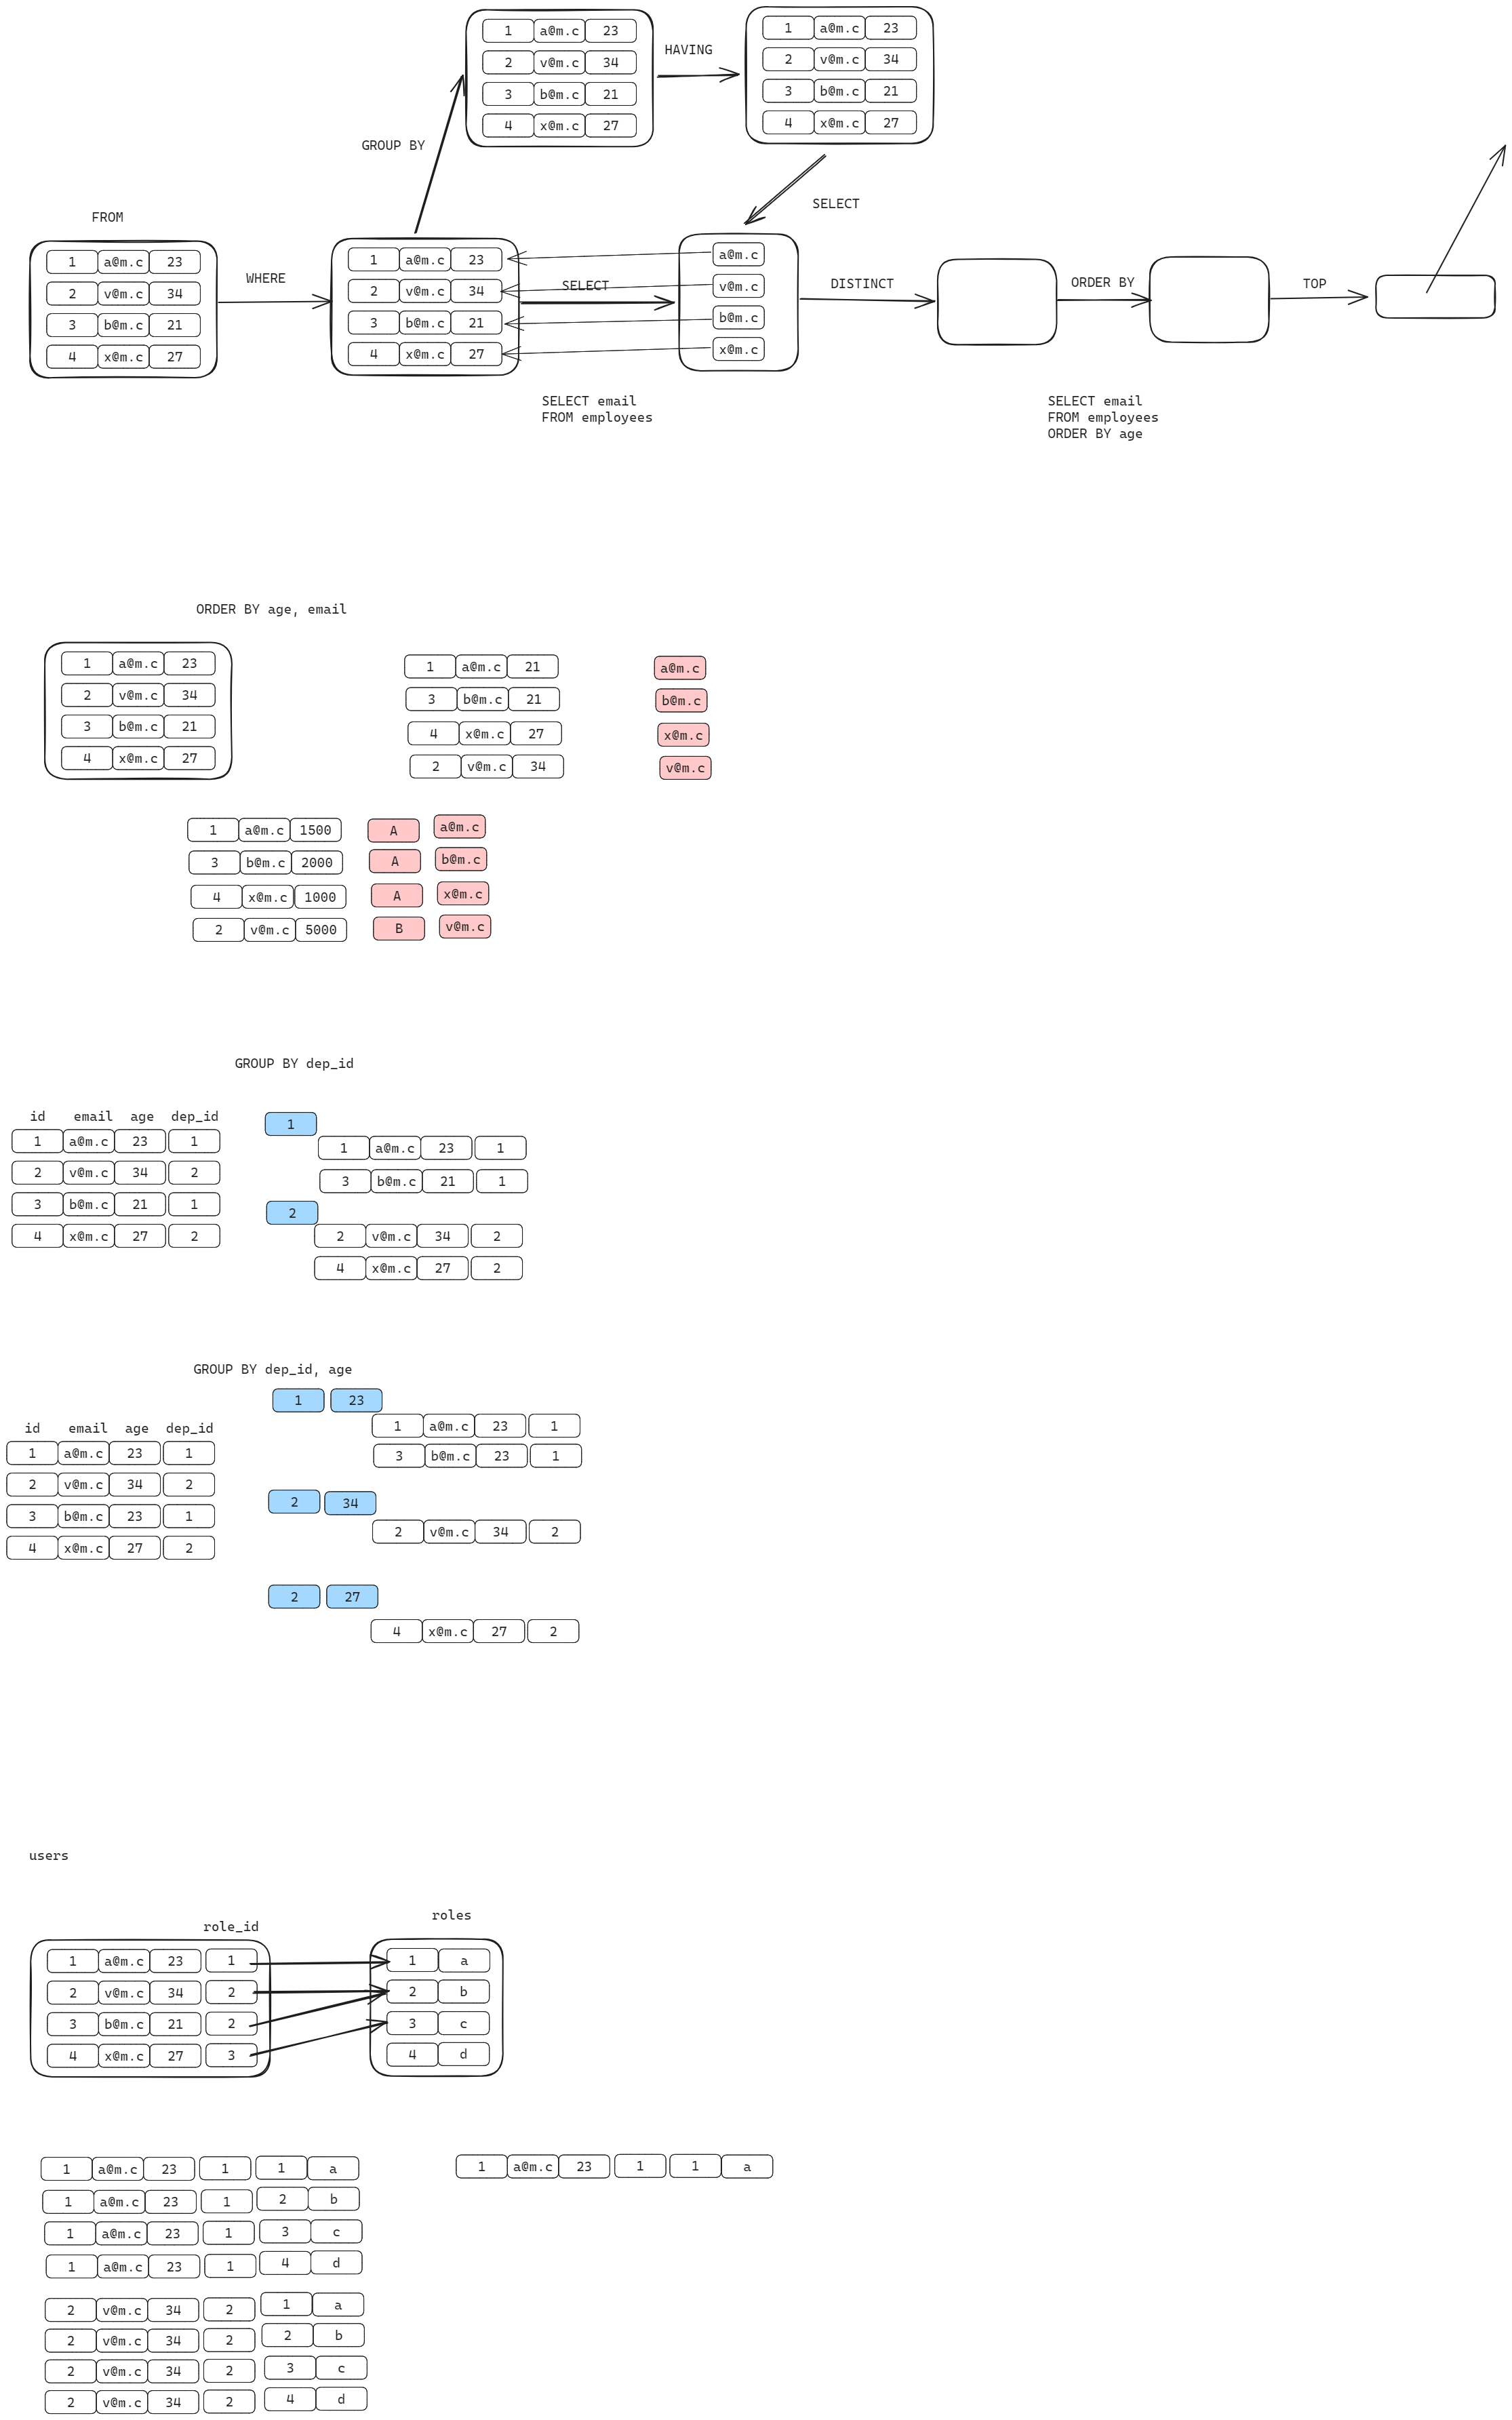 1 a@m.c 23
2 v@m.c 34
3 b@m.c 21
4 x@m.c 27
HAVING
1 a@m.c 23
2 v@m.c 34
3 b@m.c 21
4 x@m.c 27
GROUP BY
SELECT
FROM
1 a@m.c 23
2 v@m.c 34
3 b@m.c 21
4 x@m.c 27
WHERE
1 a@m.c 23
2 v@m.c 34
3 b@m.c 21
4 x@m.c 27
SELECT
a@m.c
v@m.c
b@m.c
x@m.c
DISTINCT
ORDER BY
TOP
SELECT email
FROM employees
SELECT email
FROM employees
ORDER BY age
ORDER BY age, email
1 a@m.c 23
2 v@m.c 34
3 b@m.c 21
4 x@m.c 27
1 a@m.c 21
3 b@m.c 21
4 x@m.c 27
2 v@m.c 34
a@m.c
b@m.c
x@m.c
v@m.c
1 a@m.c 1500 A a@m.c
3 b@m.c 2000 A b@m.c
4 x@m.c 1000 A x@m.c
2 v@m.c 5000 B v@m.c
GROUP BY dep_id
id email age dep_id
1 a@m.c 23 1
2 v@m.c 34 2
3 b@m.c 21 1
4 x@m.c 27 2
1
1 a@m.c 23 1
3 b@m.c 21 1
2
2 v@m.c 34 2
4 x@m.c 27 2
GROUP BY dep_id, age
id email age dep_id
1 a@m.c 23 1
2 v@m.c 34 2
3 b@m.c 23 1
4 x@m.c 27 2
1 23
1 a@m.c 23 1
3 b@m.c 23 1
2 34
2 v@m.c 34 2
2 27
4 x@m.c 27 2
users
role_id
1 a@m.c 23 1
2 v@m.c 34 2
3 b@m.c 21 2
4 x@m.c 27 3
roles
1 a
2 b
3 c
4 d
1 a@m.c 23 1 1 a
1 a@m.c 23 1 2 b
1 a@m.c 23 1 3 c
1 a@m.c 23 1 4 d
2 v@m.c 34 2 1 a
2 v@m.c 34 2 2 b
2 v@m.c 34 2 3 c
2 v@m.c 34 2 4 d
1 a@m.c 23 1 1 a